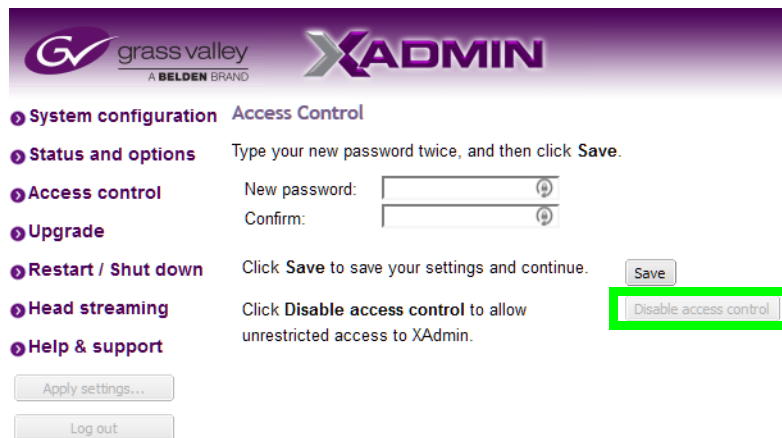 GV grass valley
A BELDEN BRAND
XADMIN
System configuration
Status and options
Access control
Upgrade
Restart / Shut down
Head streaming
Help & support
Apply settings...
Log out
Access Control
Type your new password twice, and then click Save.
New password:
Confirm:
Click Save to save your settings and continue.
Save
Click Disable access control to allow
unrestricted access to XAdmin.
Disable access control